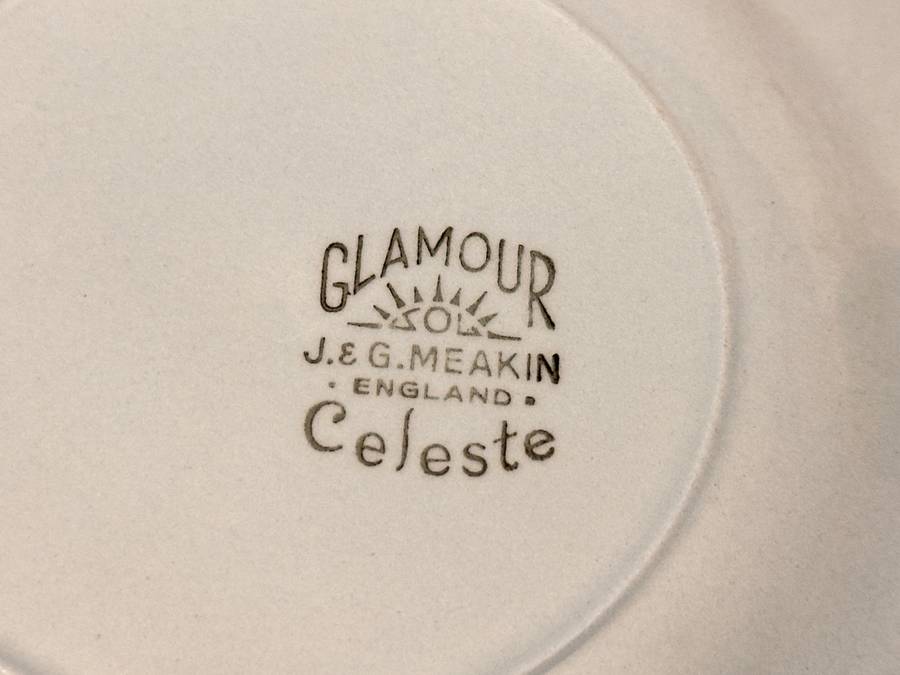 GLAMOUR
SOL
J.& G.MEAKIN
· ENGLAND ·
Celeste